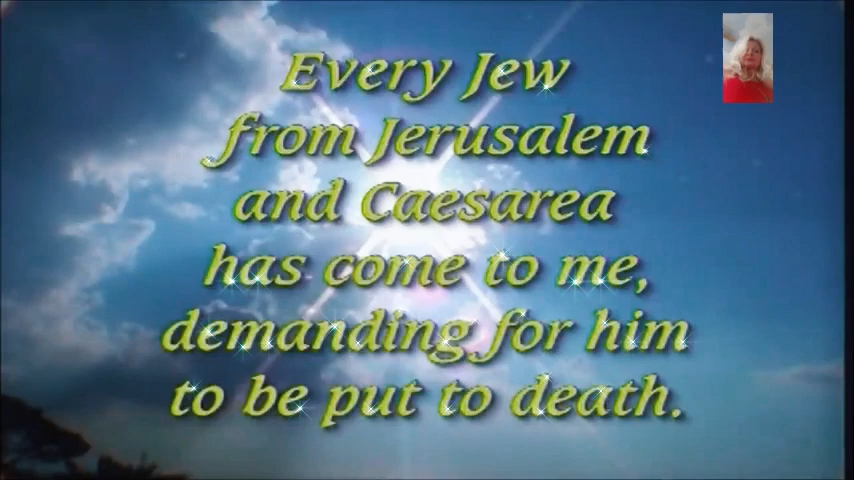 Every Jew
from Jerusalem
and Caesarea
has come to me,
demanding for him
to be put to death.